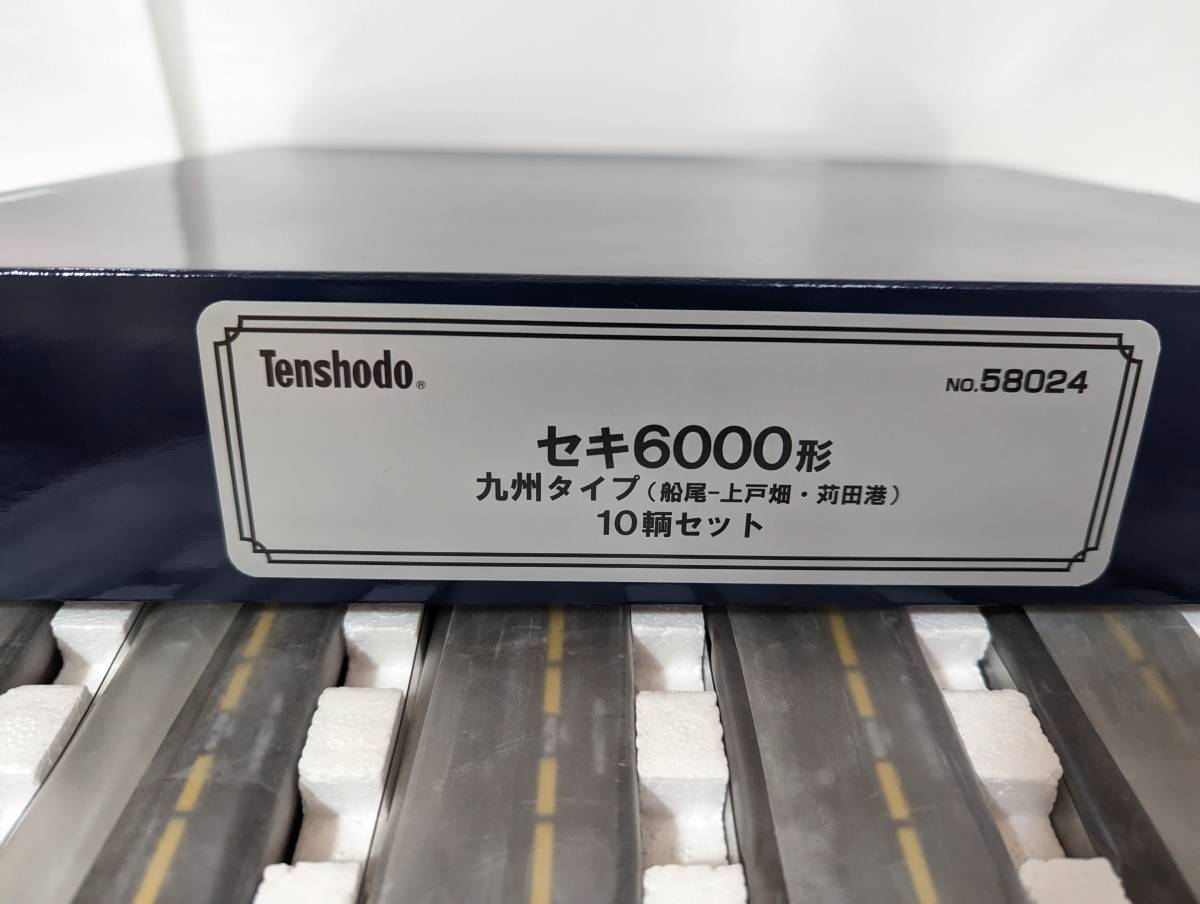 Tenshodo®
NO.58024
セキ6000形
九州タイプ（船尾-上戸畑・苅田港）
10輌セット